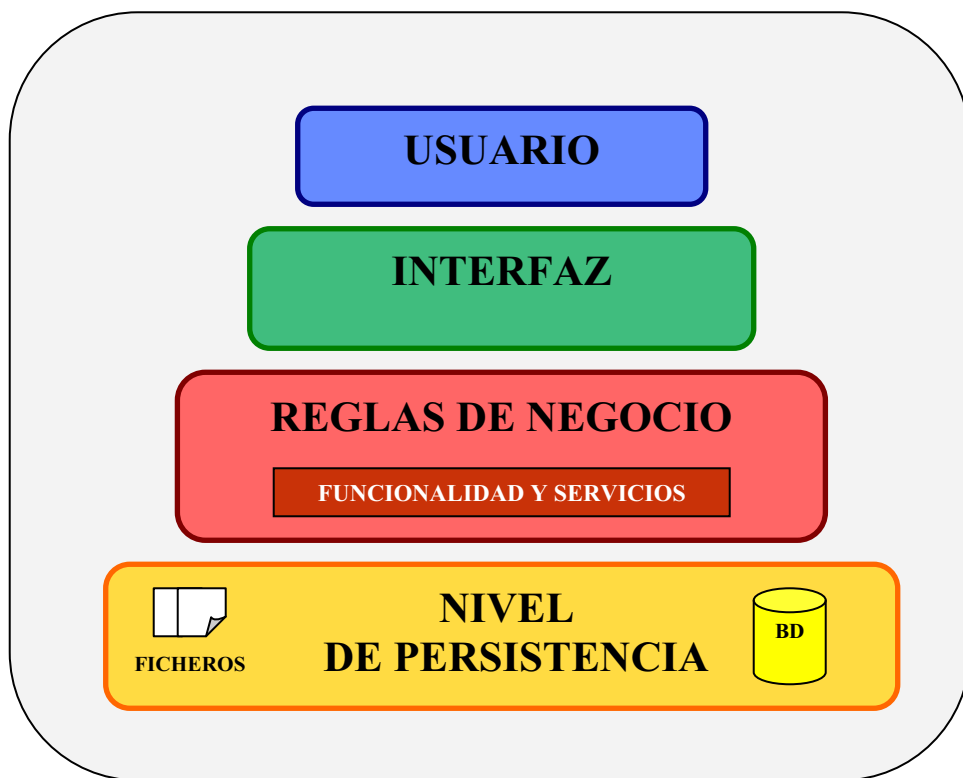 USUARIO
INTERFAZ
REGLAS DE NEGOCIO
FUNCIONALIDAD Y SERVICIOS
NIVEL
DE PERSISTENCIA
FICHEROS
BD